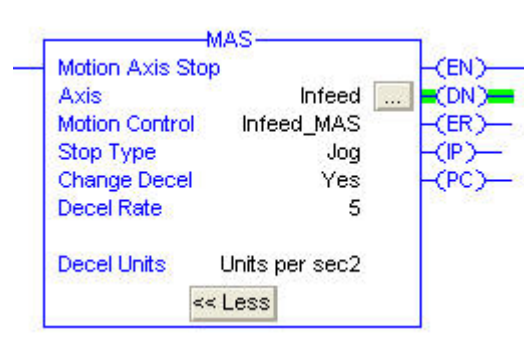 MAS
Motion Axis Stop
(EN)
Axis Infeed ... (DN)
Motion Control Infeed_MAS (ER)
Stop Type Jog (IP)
Change Decel Yes (PC)
Decel Rate 5
Decel Units Units per sec2
<< Less